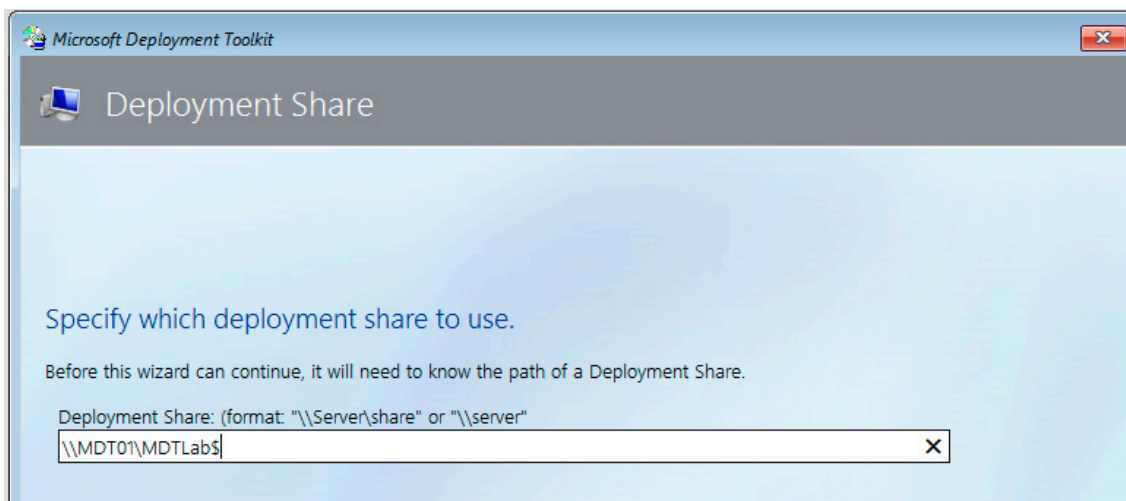 Microsoft Deployment Toolkit
Deployment Share
Specify which deployment share to use.
Before this wizard can continue, it will need to know the path of a Deployment Share.
Deployment Share: (format: "\\Server\share" or "\\server"
\\MDT01\MDTLab$